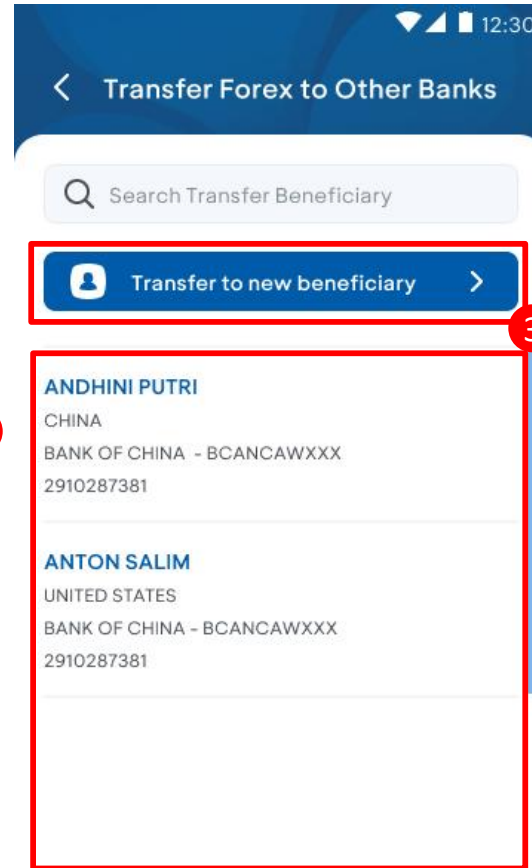 12:30
Transfer Forex to Other Banks
Search Transfer Beneficiary
Transfer to new beneficiary
3
ANDHINI PUTRI
CHINA
BANK OF CHINA - BCANCAWXXX
2910287381
ANTON SALIM
UNITED STATES
BANK OF CHINA - BCANCAWXXX
2910287381